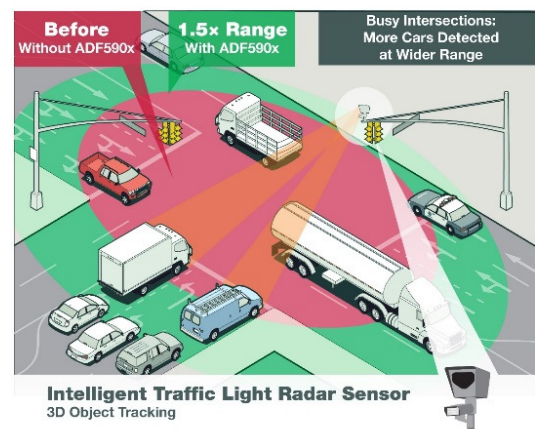 Before
Without ADF590x
1.5× Range
With ADF590x
Busy Intersections:
More Cars Detected
at Wider Range
Intelligent Traffic Light Radar Sensor
3D Object Tracking